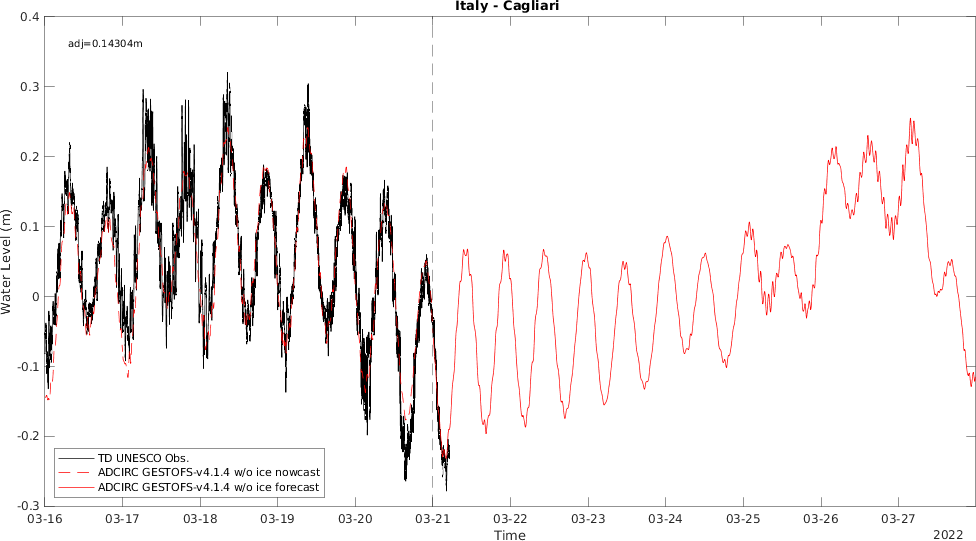 Italy - Cagliari
adj=0.14304m
Water Level (m)
0.4
0.3
0.2
0.1
0
-0.1
-0.2
-0.3
TD UNESCO Obs.
ADCIRC GESTOFS-v4.1.4 w/o ice nowcast
ADCIRC GESTOFS-v4.1.4 w/o ice forecast
03-16 03-17 03-18 03-19 03-20 03-21 03-22 03-23 03-24 03-25 03-26 03-27
Time
2022